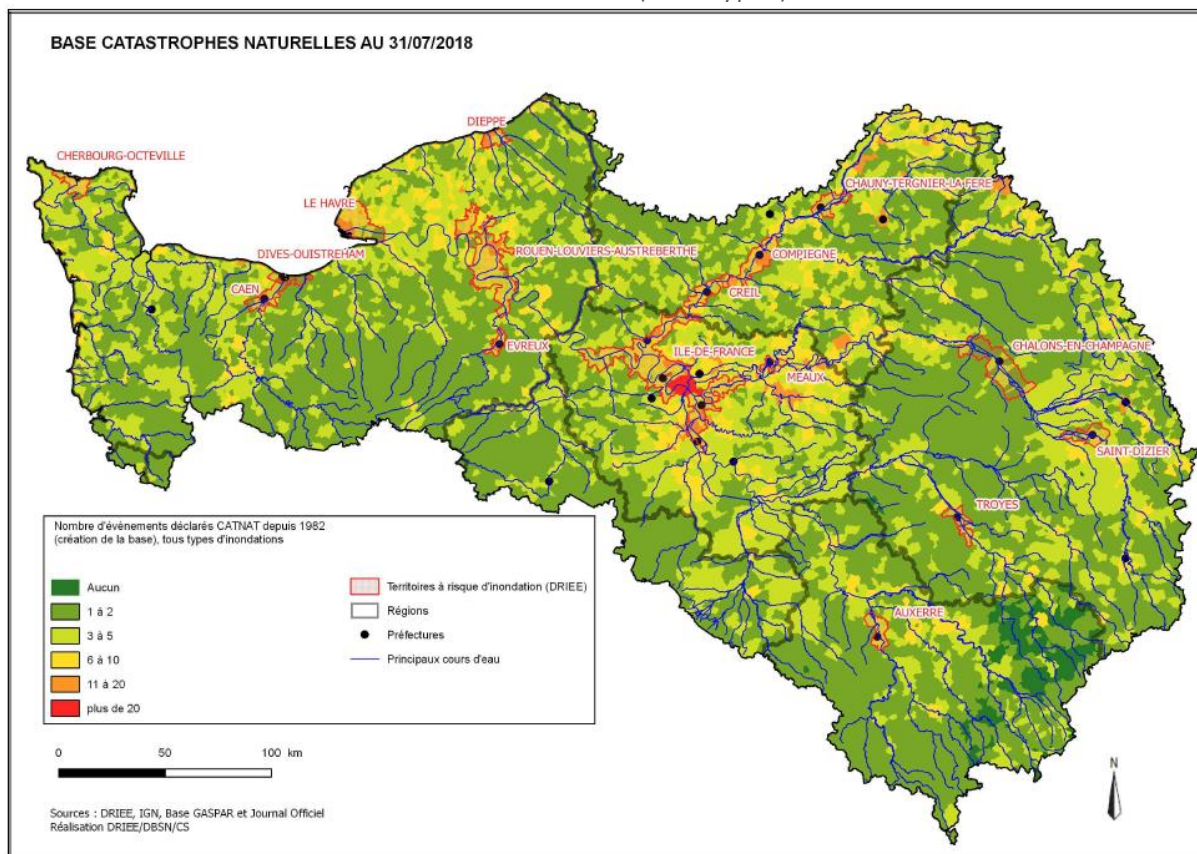 BASE CATASTROPHES NATURELLES AU 31/07/2018
DIEPPE
CHERBOURG-OCTEVILLE
CHAUNY-TERGNIER-LA FERE
LE HAVRE
ROUEN-LOUVIERS-AUSTREBERTHE
DIVES-OUISTREHAM
COMPIEGNE
CAEN
CREIL
EVREUX
ILE-DE-FRANCE
CHALONS-EN-CHAMPAGNE
MEAUX
SAINT-DIZIER
TROYES
AUXERRE
Nombre d'évènements déclarés CATNAT depuis 1982
(création de la base), tous types d'inondations
Aucun
1 à 2
3 à 5
6 à 10
11 à 20
plus de 20
Territoires à risque d'inondation (DRIEE)
Régions
Préfectures
Principaux cours d'eau
0 50 100 km
N
Sources : DRIEE, IGN, Base GASPAR et Journal Officiel
Réalisation DRIEE/DBSN/CS